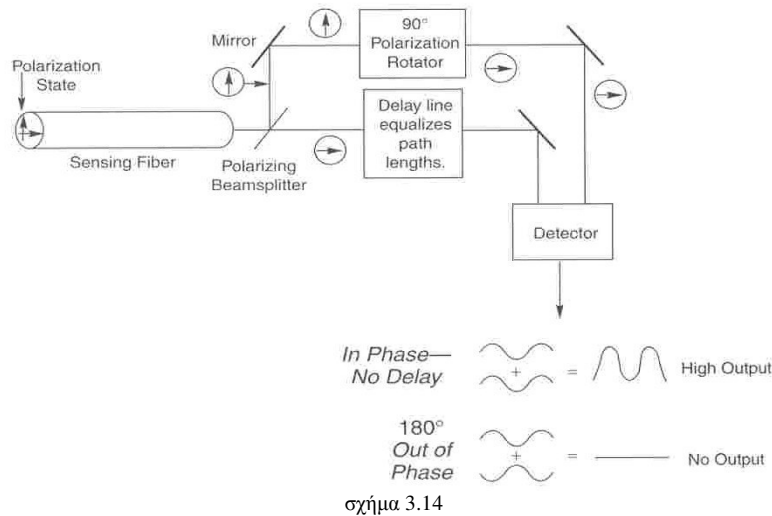 90°
Polarization
Rotator
Mirror
Polarization
State
Sensing Fiber
Polarizing
Beamsplitter
Delay line
equalizes
path
lengths.
Detector
In Phase—
No Delay
+
=
High Output
180°
Out of
Phase
+
=
No Output
σχήμα 3.14